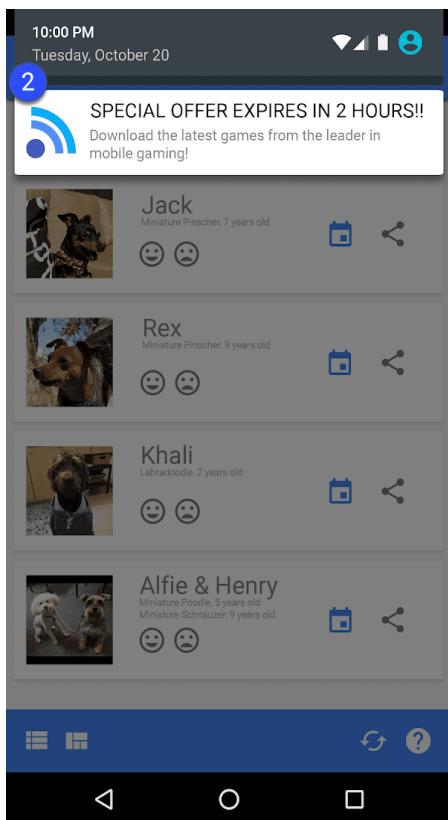 10:00 PM
Tuesday, October 20
2
SPECIAL OFFER EXPIRES IN 2 HOURS!!
Download the latest games from the leader in
mobile gaming!
Jack
Miniature Pinscher, 7 years old
Rex
Miniature Pinscher, 9 years old
Khali
Labradoodle, 2 years old
Alfie & Henry
Miniature Poodle, 5 years old
Miniature Schnauzer, 9 years old
?